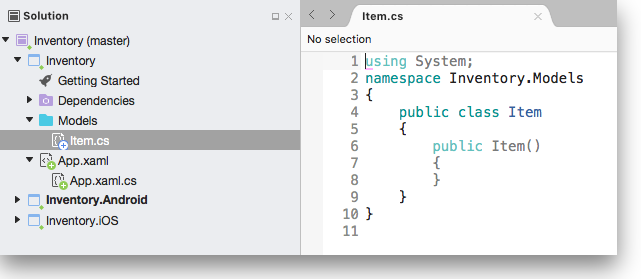 Solution
Inventory (master)
Inventory
Getting Started
Dependencies
Models
Item.cs
App.xaml
App.xaml.cs
Inventory.Android
Inventory.iOS
Item.cs
No selection
1 using System;
2 namespace Inventory.Models
3 {
4     public class Item
5     {
6         public Item()
7         {
8         }
9     }
10 }
11